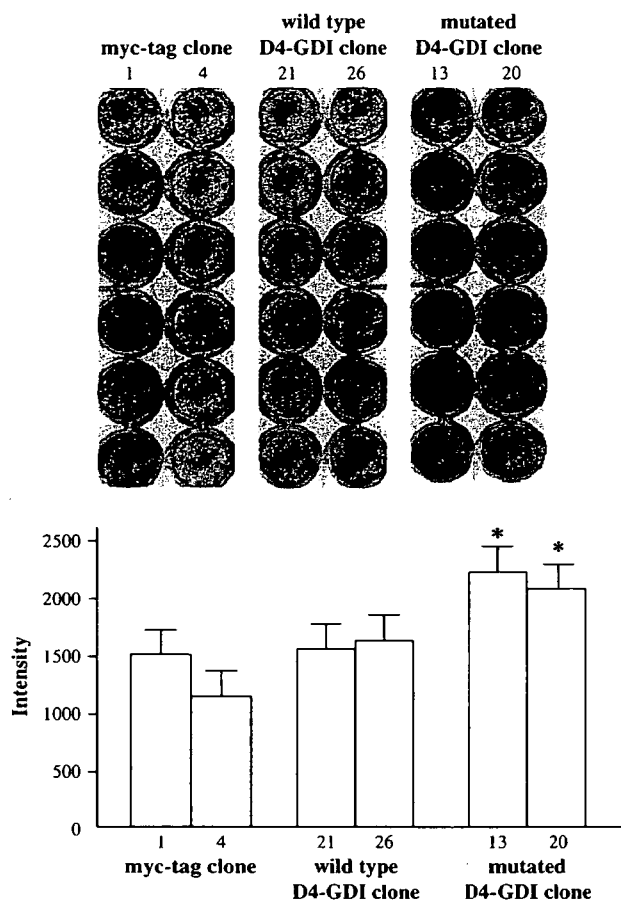 wild type
mutated
myc-tag clone
D4-GDI clone
D4-GDI clone
1
4
21
26
13
20
2500
2000
1500
1000
500
0
Intensity
*
*
1
4
21
26
13
20
myc-tag clone
wild type
D4-GDI clone
mutated
D4-GDI clone